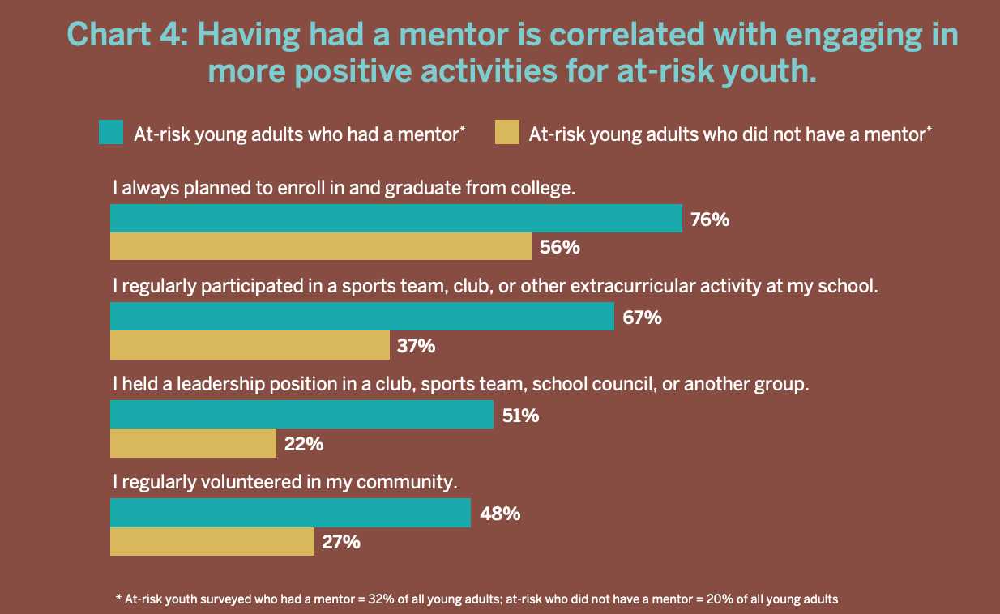 Chart 4: Having had a mentor is correlated with engaging in
more positive activities for at-risk youth.
At-risk young adults who had a mentor* At-risk young adults who did not have a mentor*
I always planned to enroll in and graduate from college.
76%
56%
I regularly participated in a sports team, club, or other extracurricular activity at my school.
67%
37%
I held a leadership position in a club, sports team, school council, or another group.
51%
22%
I regularly volunteered in my community.
48%
27%
* At-risk youth surveyed who had a mentor = 32% of all young adults; at-risk who did not have a mentor = 20% of all young adults